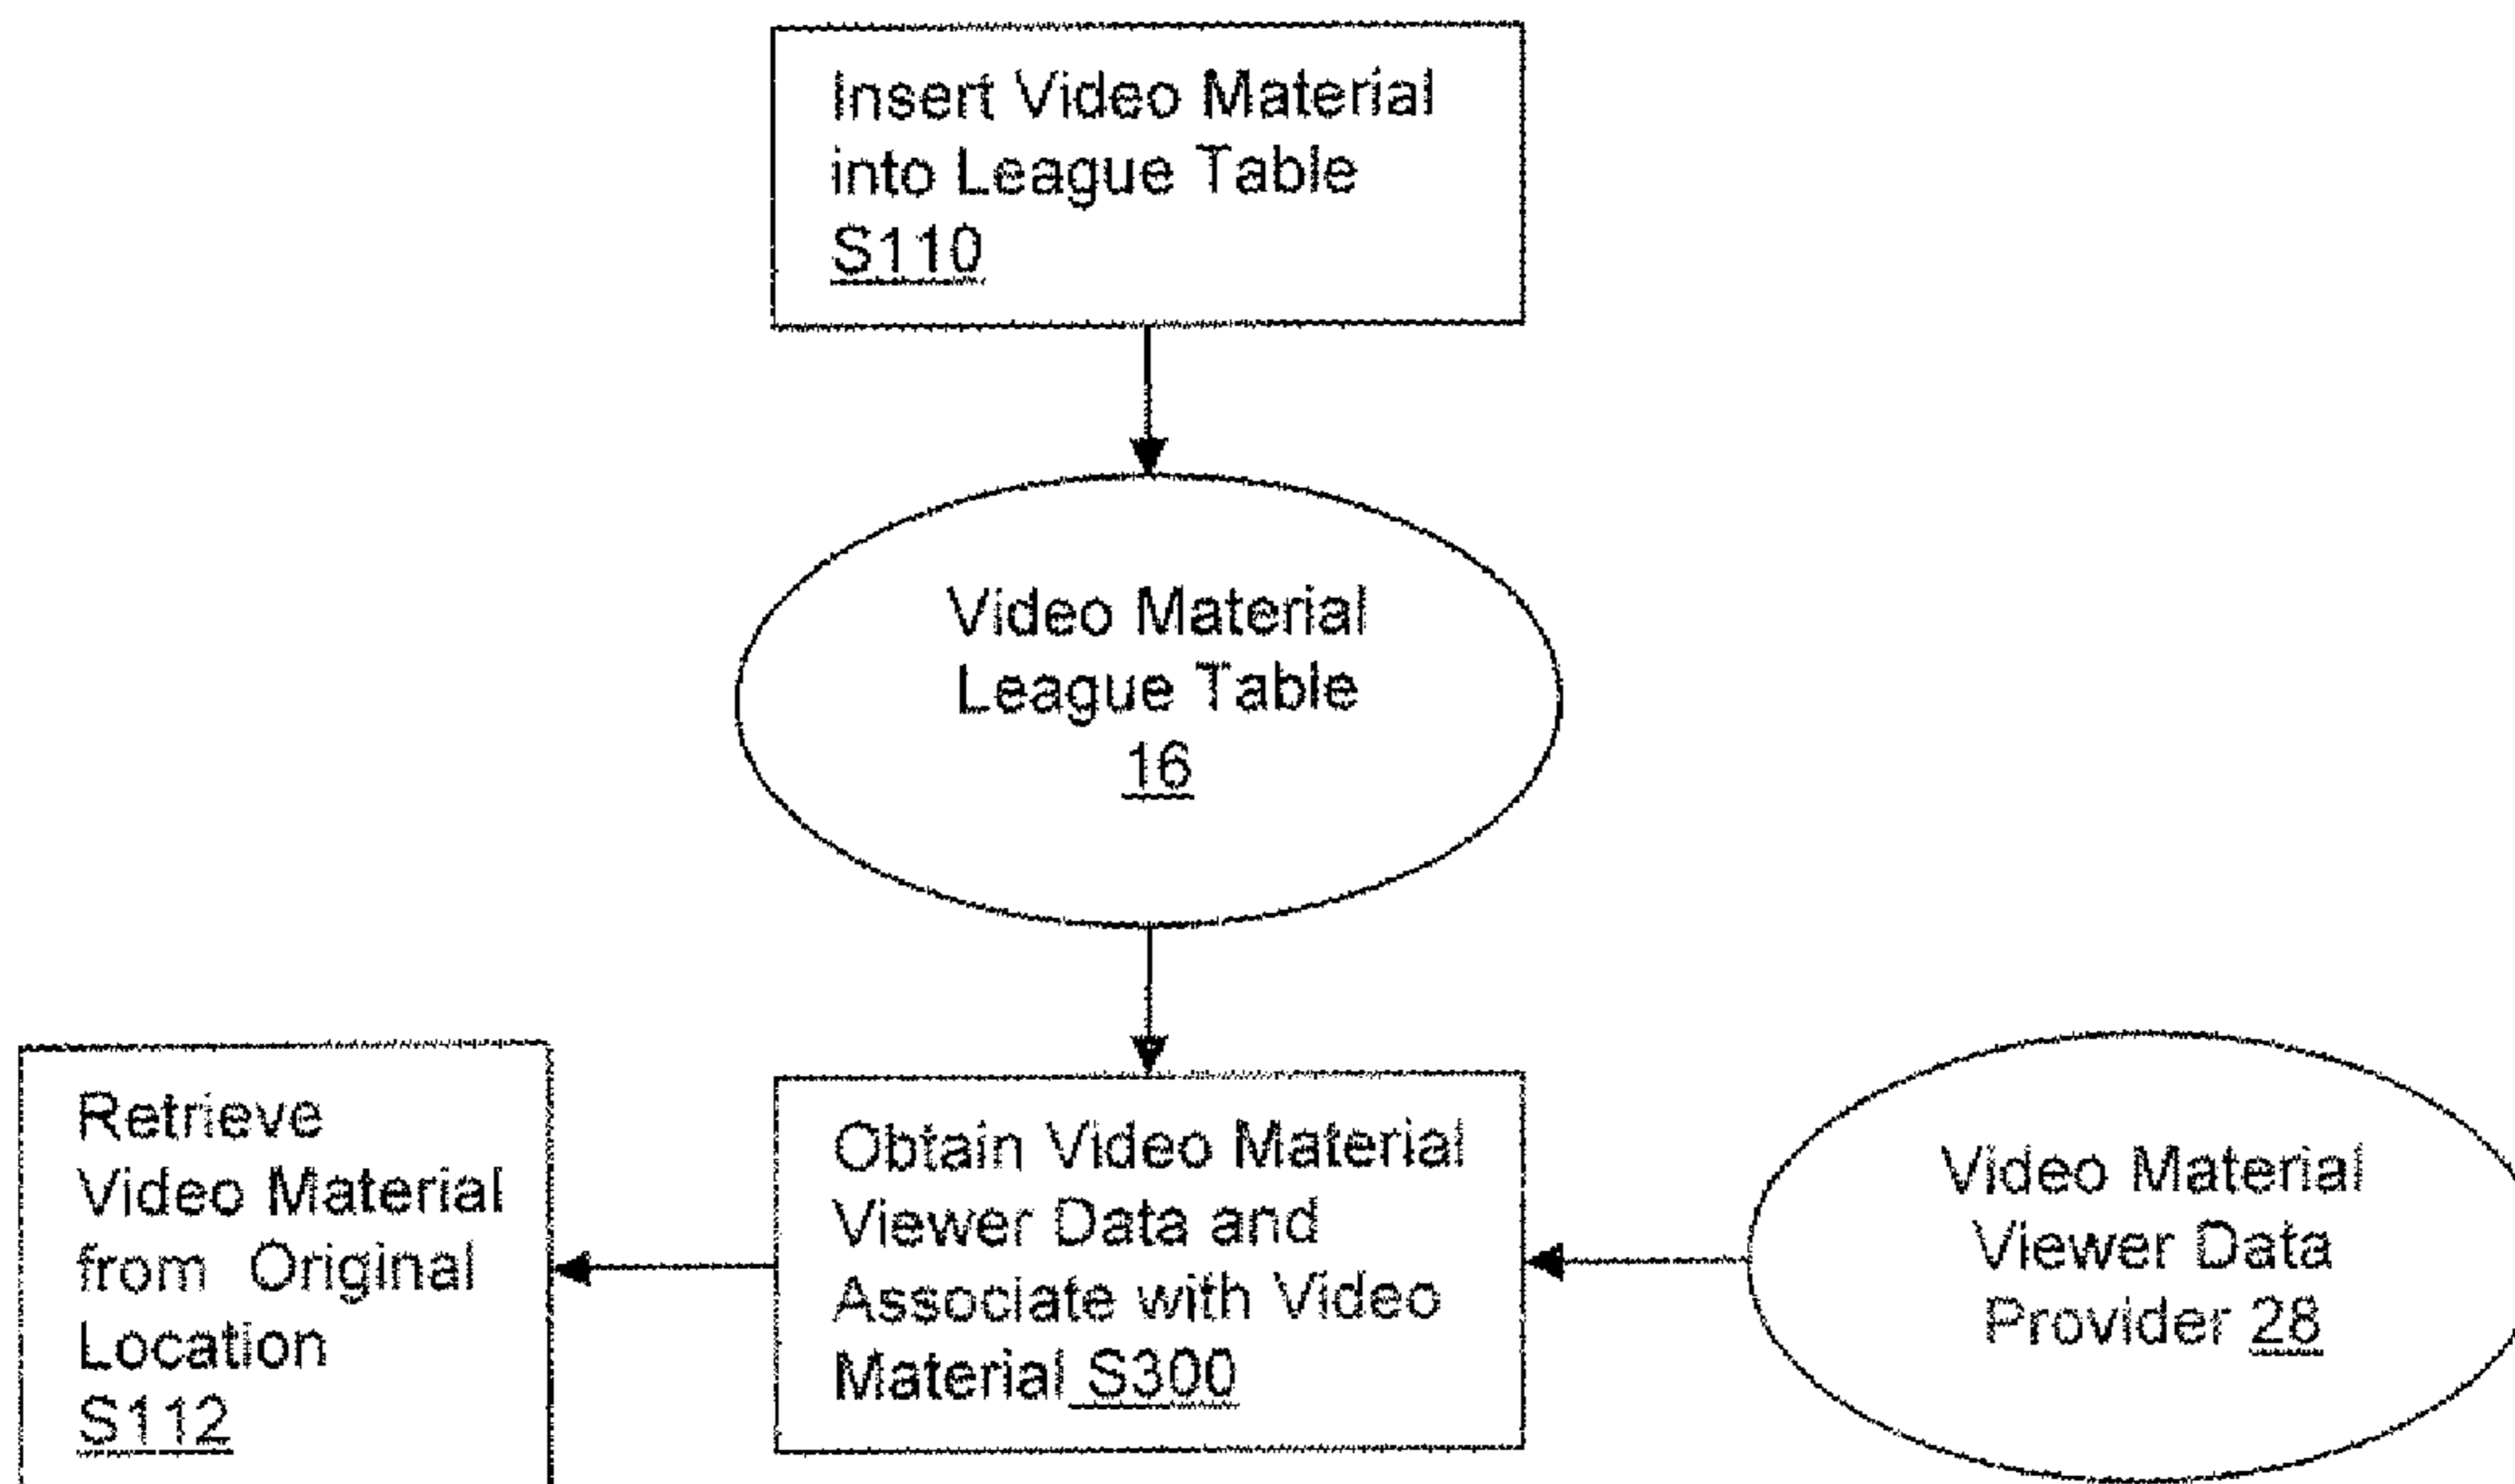 Insert Video Material
into League Table
S110
Video Material
League Table
16
Retrieve
Video Material
from Original
Location
S112
Obtain Video Material
Viewer Data and
Associate with Video
Material S300
Video Material
Viewer Data
Provider 28